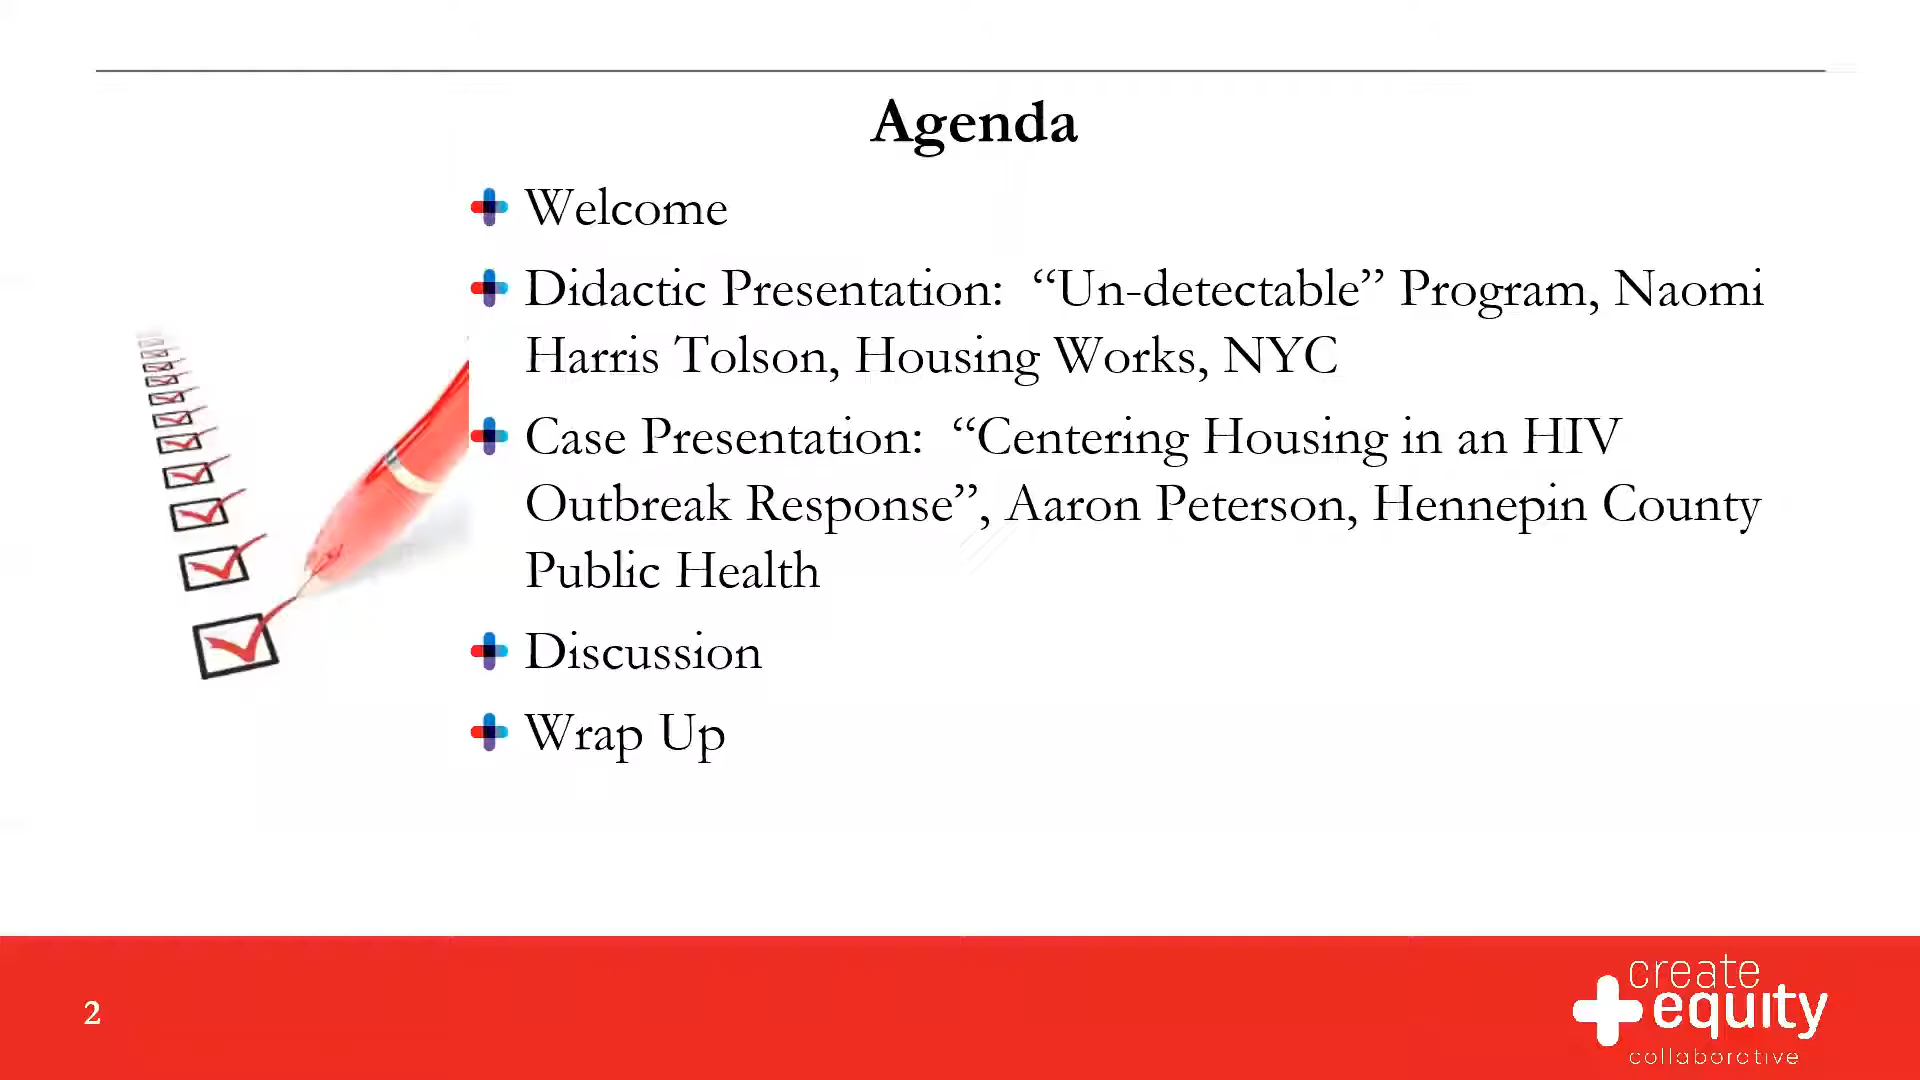 Agenda
Welcome
Didactic Presentation:  “Un-detectable” Program, Naomi
Harris Tolson, Housing Works, NYC
Case Presentation:  “Centering Housing in an HIV
Outbreak Response”, Aaron Peterson, Hennepin County
Public Health
Discussion
Wrap Up
2
create
equity
collaborative